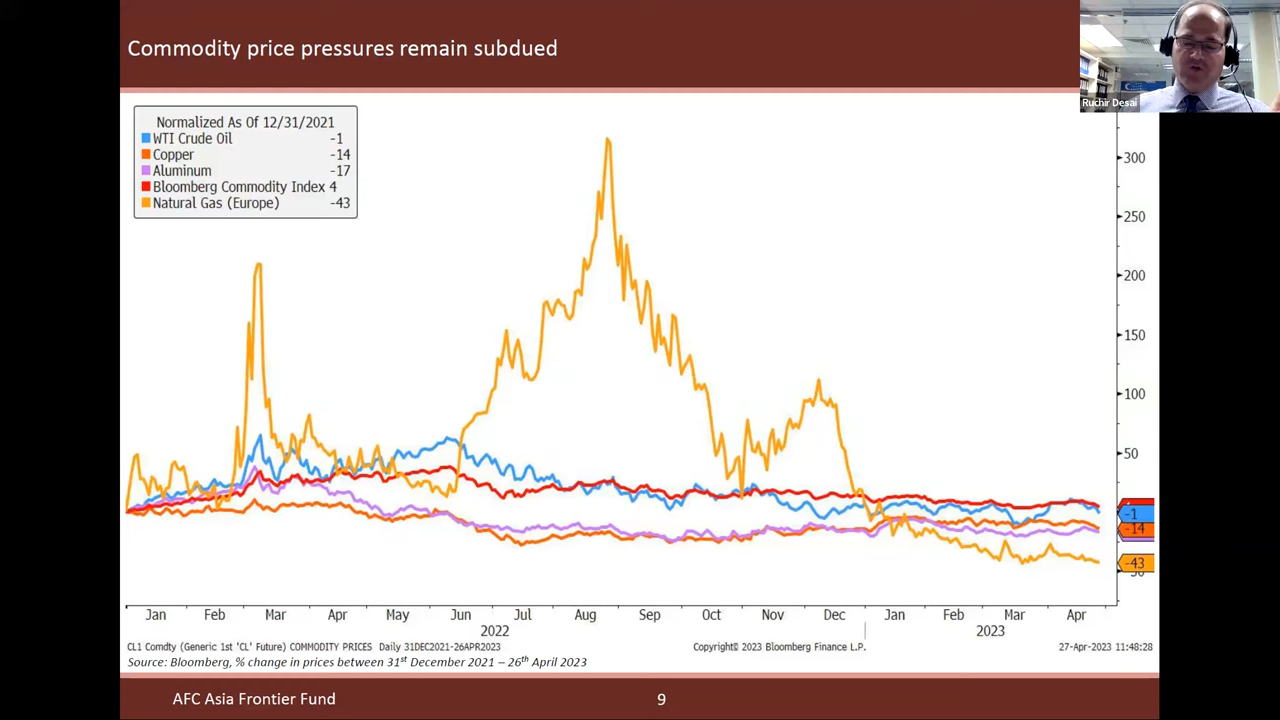 Commodity price pressures remain subdued
Ruchir Desai
Normalized As Of 12/31/2021
WTI Crude Oil -1
Copper -14
Aluminum -17
Bloomberg Commodity Index 4
Natural Gas (Europe) -43
300
250
200
150
100
50
-1
-14
-43
Jan Feb Mar Apr May Jun Jul Aug Sep Oct Nov Dec Jan Feb Mar Apr
2022 2023
CL1 Comdty (Generic 1st 'CL' Future) COMMODITY PRICES Daily 31DEC2021-26APR2023 Copyright© 2023 Bloomberg Finance L.P. 27-Apr-2023 11:48:28
Source: Bloomberg, % change in prices between 31st December 2021 – 26th April 2023
AFC Asia Frontier Fund 9